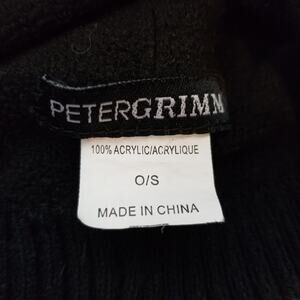 PETERGRIMM
100% ACRYLIC/ACRYLIQUE
O/S
MADE IN CHINA